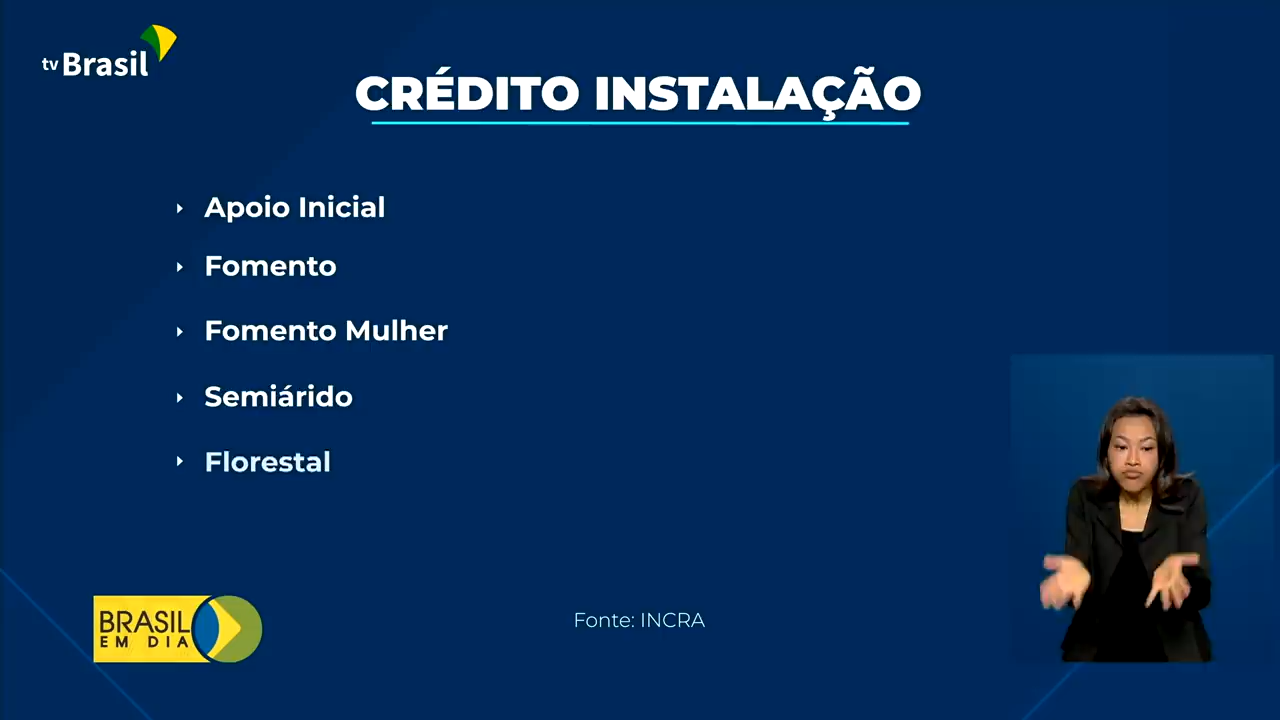 tv Brasil
CRÉDITO INSTALAÇÃO
Apoio Inicial
Fomento
Fomento Mulher
Semiárido
Florestal
BRASIL
EM DIA
Fonte: INCRA